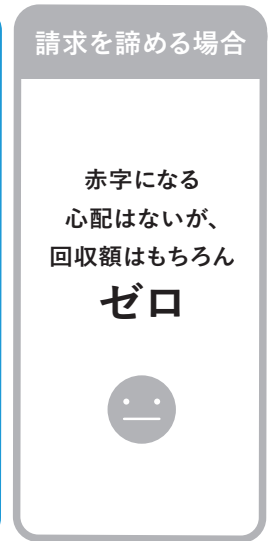 請求を諦める場合
赤字になる
心配はないが、
回収額はもちろん
ゼロ